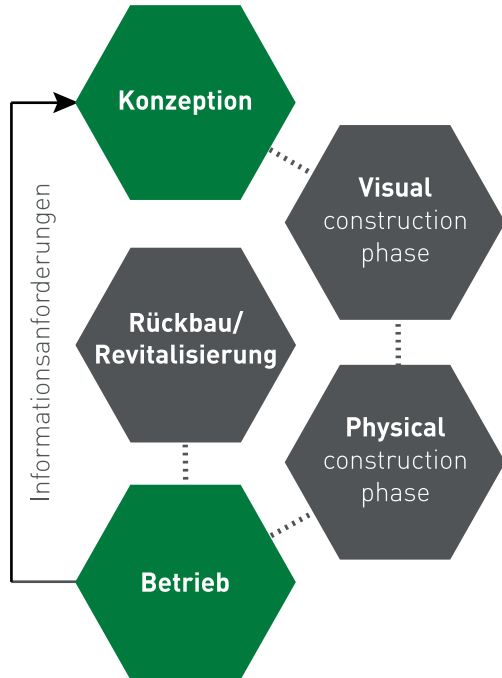 Konzeption
Visual
construction
phase
Informationsanforderungen
Rückbau/
Revitalisierung
Physical
construction
phase
Betrieb